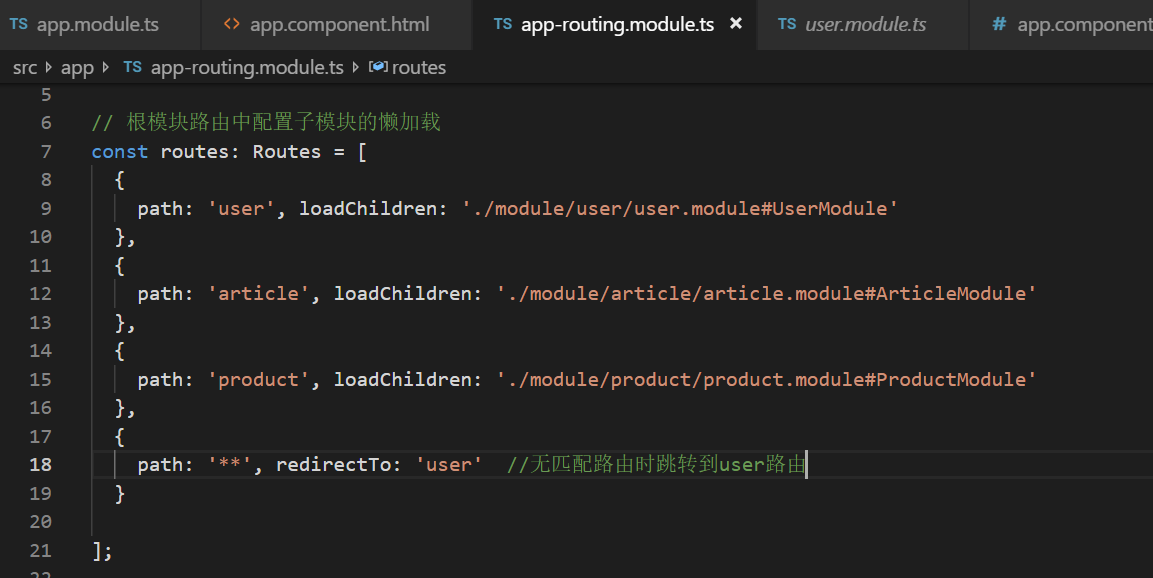 TS app.module.ts <> app.component.html TS app-routing.module.ts × TS user.module.ts # app.component
src > app > TS app-routing.module.ts > routes
5
6 // 根模块路由中配置子模块的懒加载
7 const routes: Routes = [
8 {
9 path: 'user', loadChildren: './module/user/user.module#UserModule'
10 },
11 {
12 path: 'article', loadChildren: './module/article/article.module#ArticleModule'
13 },
14 {
15 path: 'product', loadChildren: './module/product/product.module#ProductModule'
16 },
17 {
18 path: '**', redirectTo: 'user' //无匹配路由时跳转到user路由
19 }
20
21 ];